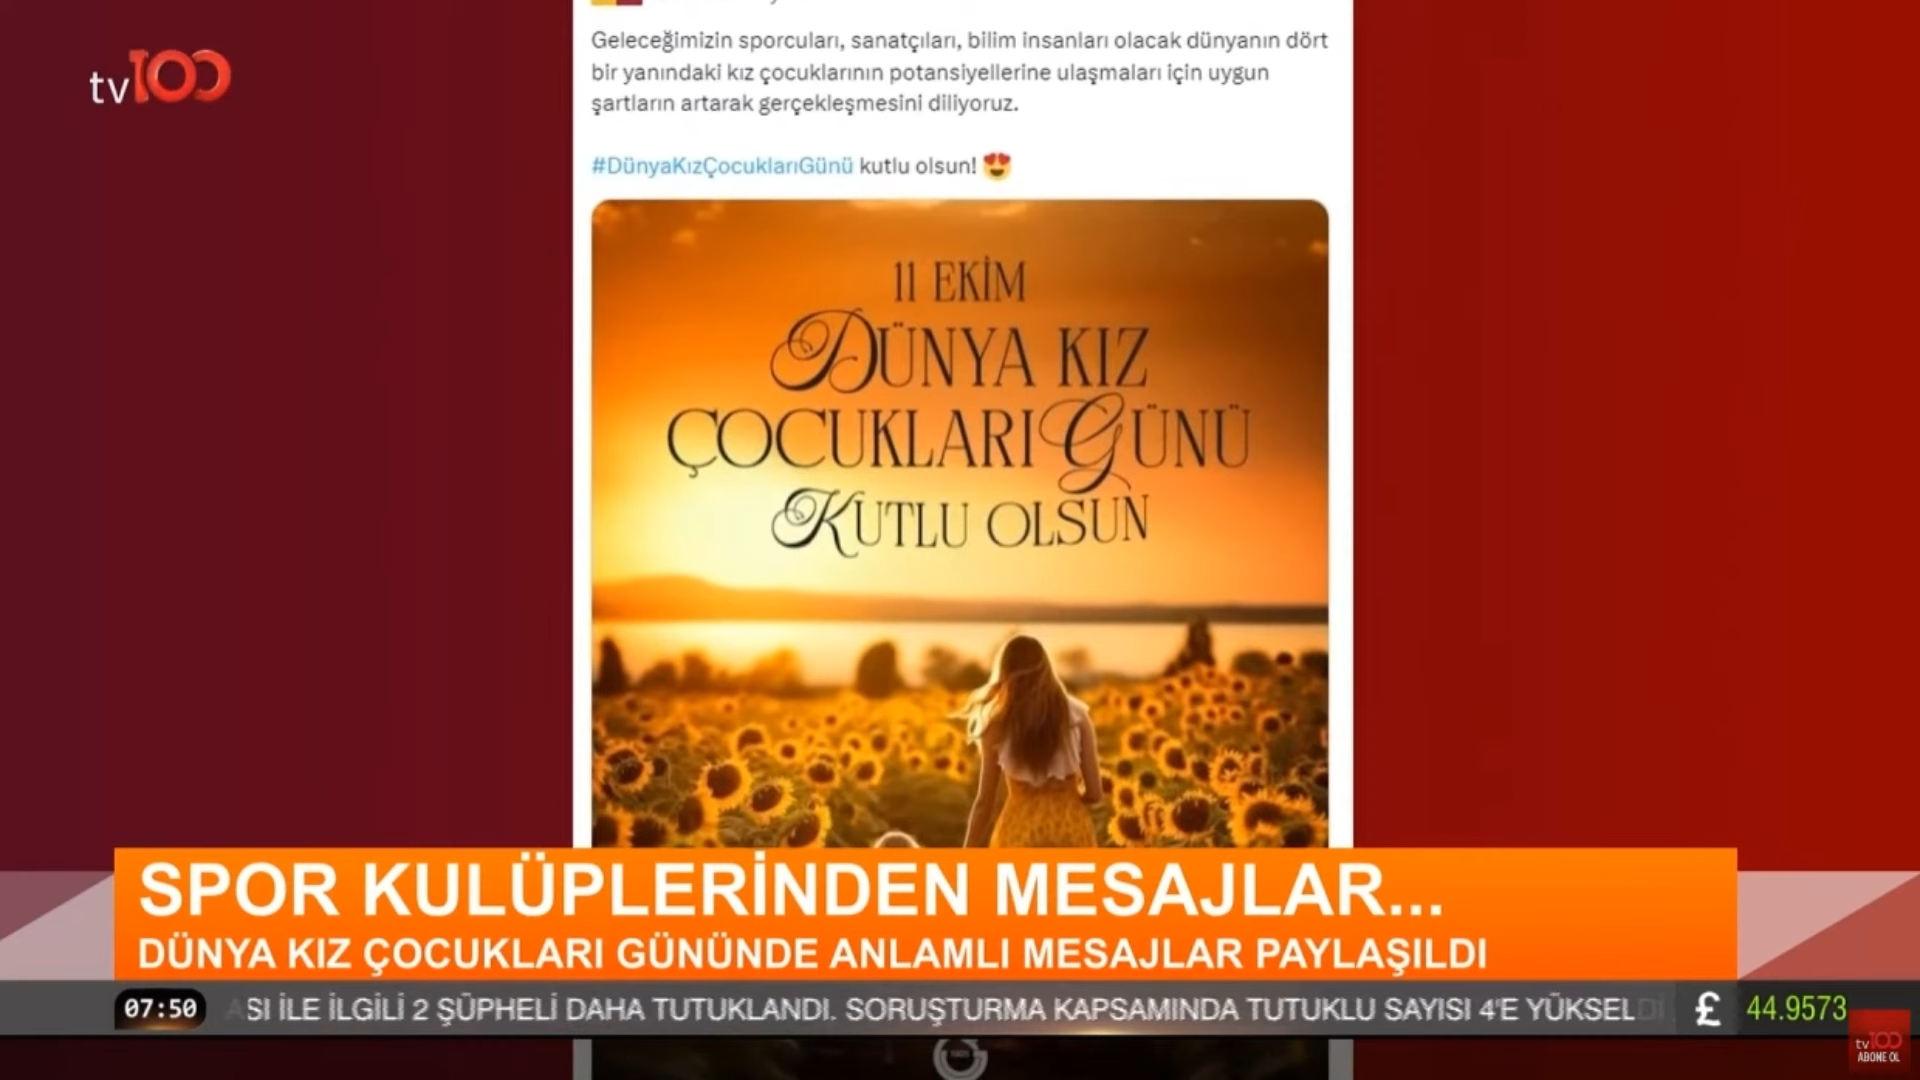 tv100
Geleceğimizin sporcuları, sanatçıları, bilim insanları olacak dünyanın dört
bir yanındaki kız çocuklarının potansiyellerine ulaşmaları için uygun
şartların artarak gerçekleşmesini diliyoruz.
#DünyaKızÇocuklarıGünü kutlu olsun! 😍
11 EKİM
DÜNYA KIZ
ÇOCUKLARI GÜNÜ
KUTLU OLSUN
SPOR KULÜPLERİNDEN MESAJLAR...
DÜNYA KIZ ÇOCUKLARI GÜNÜNDE ANLAMLI MESAJLAR PAYLAŞILDI
07:50 SI İLE İLGİLİ 2 ŞÜPHELİ DAHA TUTUKLANDI. SORUŞTURMA KAPSAMINDA TUTUKLU SAYISI 4'E YÜKSELDİ £ 44.9573
tv100
ABONE OL